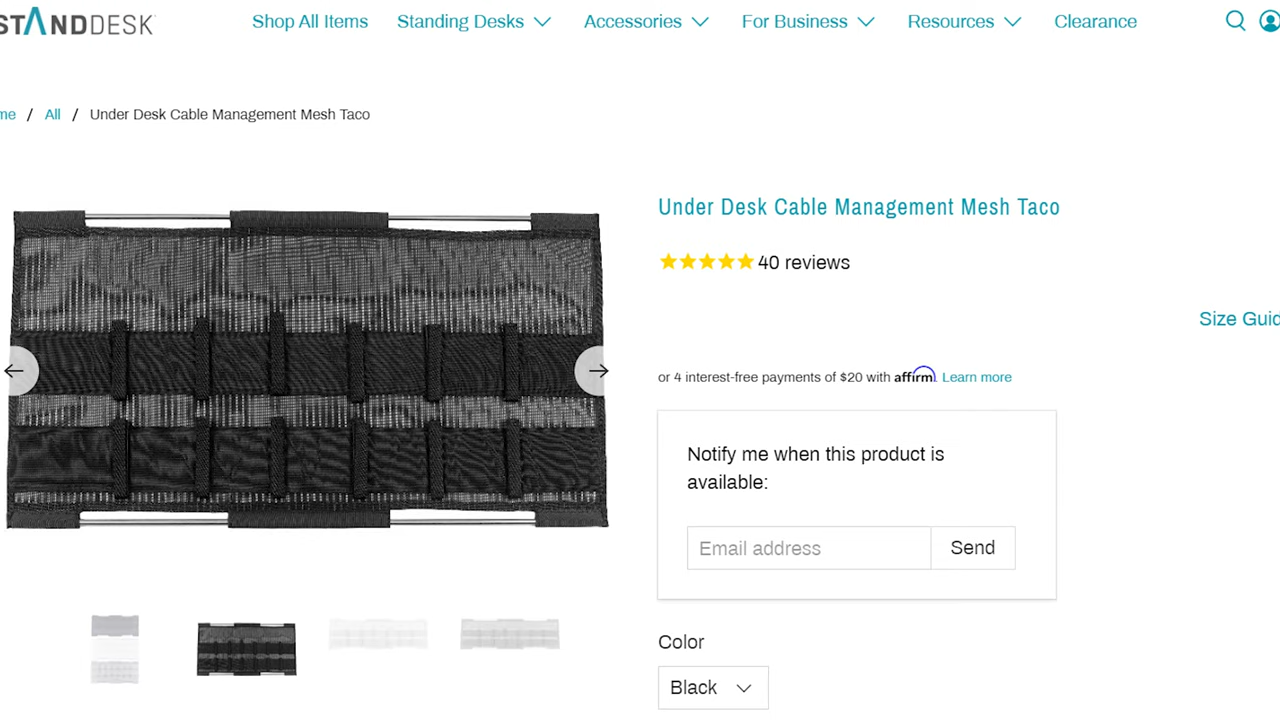 STANDDESK
Shop All Items
Standing Desks
Accessories
For Business
Resources
Clearance
me / All / Under Desk Cable Management Mesh Taco
Under Desk Cable Management Mesh Taco
40 reviews
Size Guid
or 4 interest-free payments of $20 with affirm. Learn more
Notify me when this product is
available:
Email address
Send
Color
Black